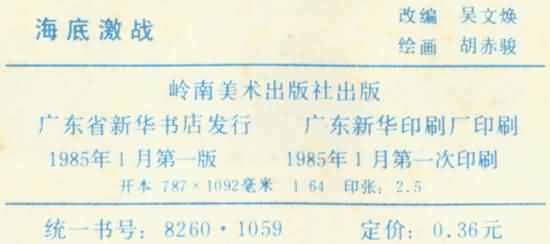 海底激战
改编 吴文焕
绘画 胡赤骏
岭南美术出版社出版
广东省新华书店发行 广东新华印刷厂印刷
1985年1月第一版 1985年1月第一次印刷
开本 787×1092毫米 1 64 印张: 2.5
统一书号: 8260·1059 定价: 0.36元